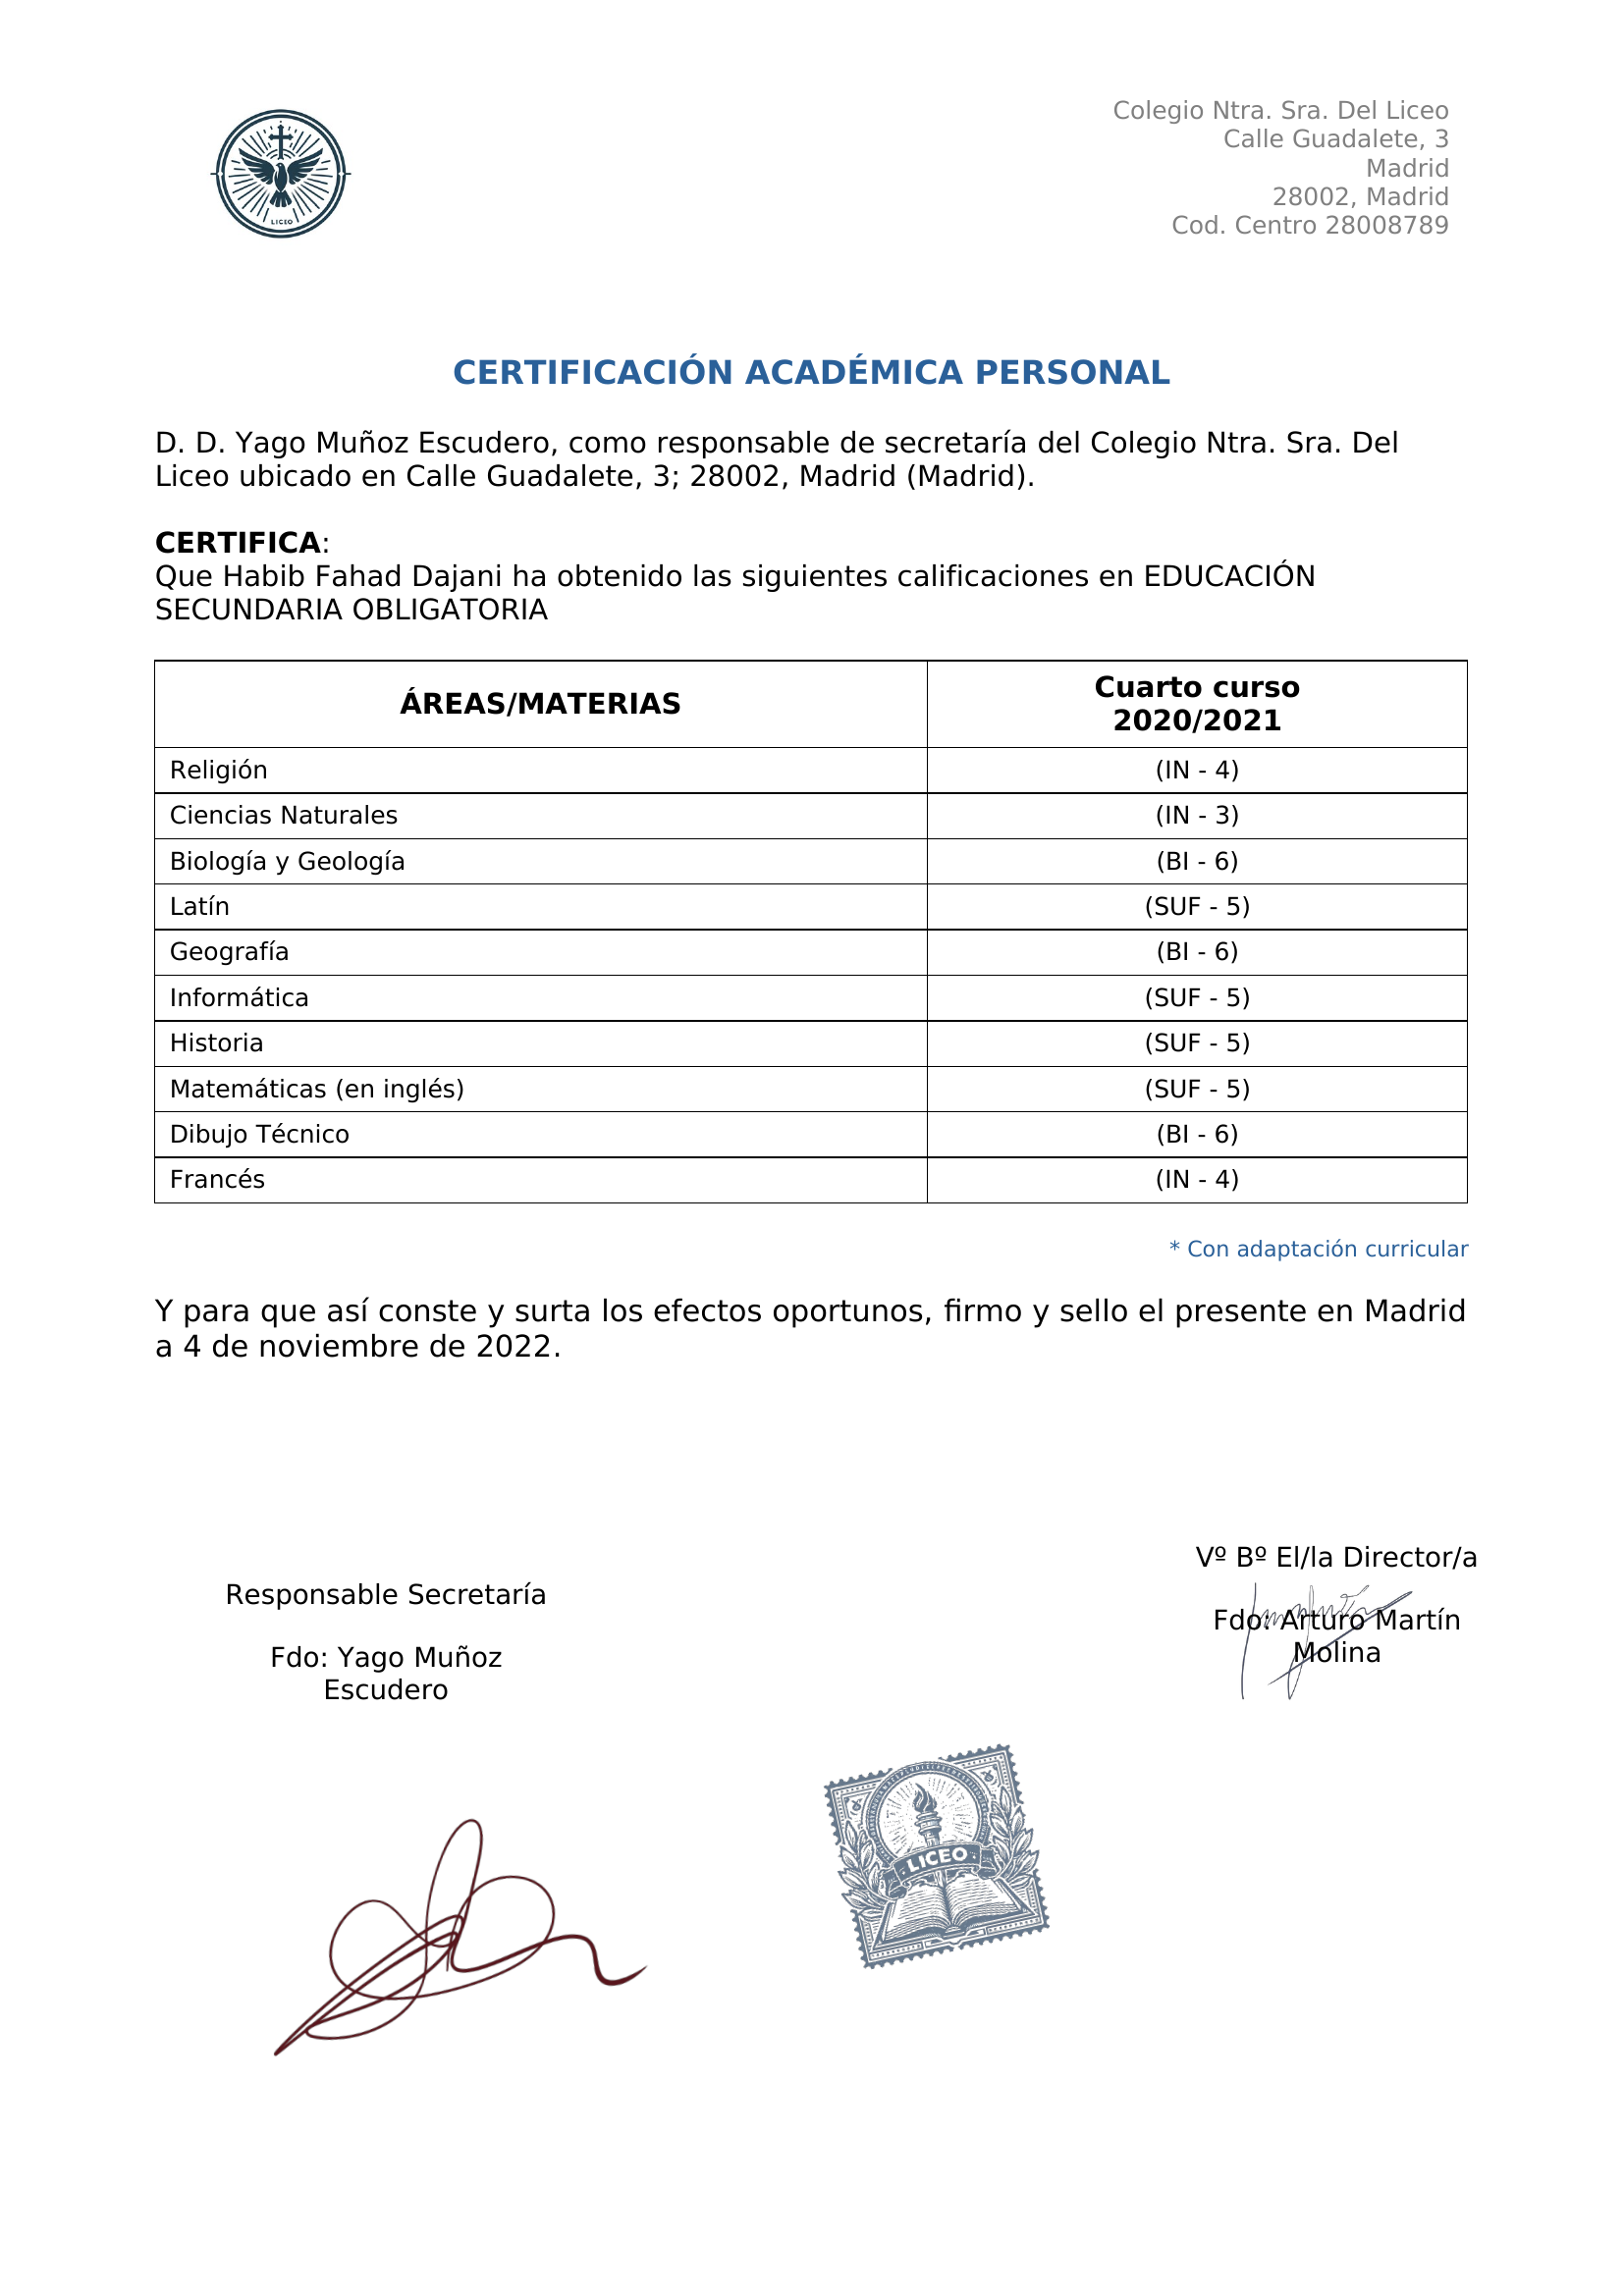 LICEO
Colegio Ntra. Sra. Del Liceo
Calle Guadalete, 3
Madrid
28002, Madrid
Cod. Centro 28008789
CERTIFICACIÓN ACADÉMICA PERSONAL
D. D. Yago Muñoz Escudero, como responsable de secretaría del Colegio Ntra. Sra. Del
Liceo ubicado en Calle Guadalete, 3; 28002, Madrid (Madrid).
CERTIFICA:
Que Habib Fahad Dajani ha obtenido las siguientes calificaciones en EDUCACIÓN
SECUNDARIA OBLIGATORIA
ÁREAS/MATERIAS
Cuarto curso
2020/2021
Religión (IN - 4)
Ciencias Naturales (IN - 3)
Biología y Geología (BI - 6)
Latín (SUF - 5)
Geografía (BI - 6)
Informática (SUF - 5)
Historia (SUF - 5)
Matemáticas (en inglés) (SUF - 5)
Dibujo Técnico (BI - 6)
Francés (IN - 4)
* Con adaptación curricular
Y para que así conste y surta los efectos oportunos, firmo y sello el presente en Madrid
a 4 de noviembre de 2022.
Responsable Secretaría
Fdo: Yago Muñoz
Escudero
Vº Bº El/la Director/a
Fdo: Arturo Martín
Molina
LICEO